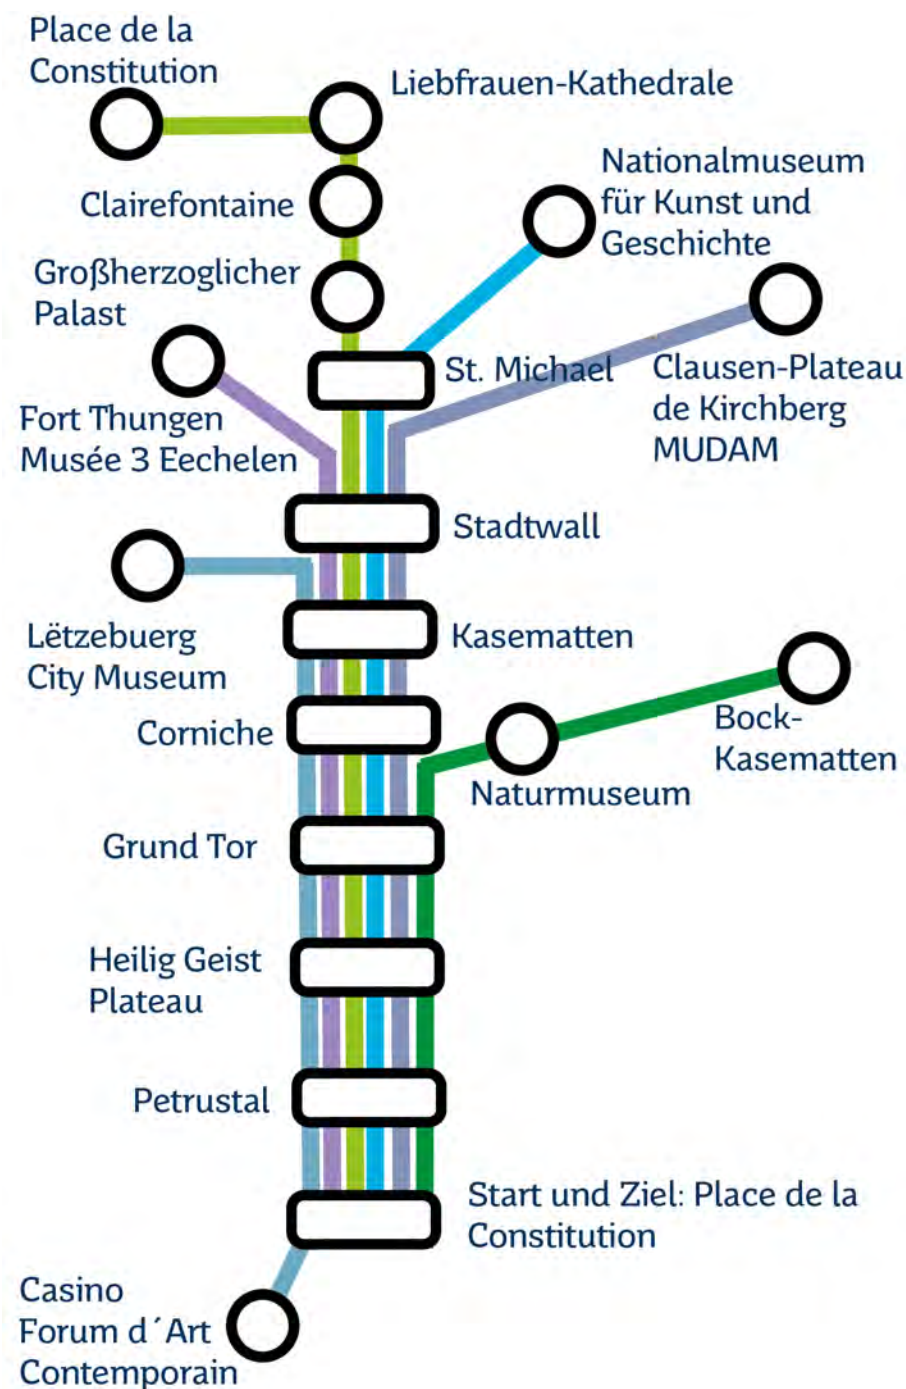 Place de la
Constitution
Liebfrauen-Kathedrale
Nationalmuseum
für Kunst und
Geschichte
Clairefontaine
Großherzoglicher
Palast
St. Michael
Clausen-Plateau
de Kirchberg
MUDAM
Fort Thungen
Musée 3 Eechelen
Stadtwall
Lëtzebuerg
City Museum
Kasematten
Corniche
Bock-
Kasematten
Naturmuseum
Grund Tor
Heilig Geist
Plateau
Petrustal
Start und Ziel: Place de la
Constitution
Casino
Forum d´Art
Contemporain